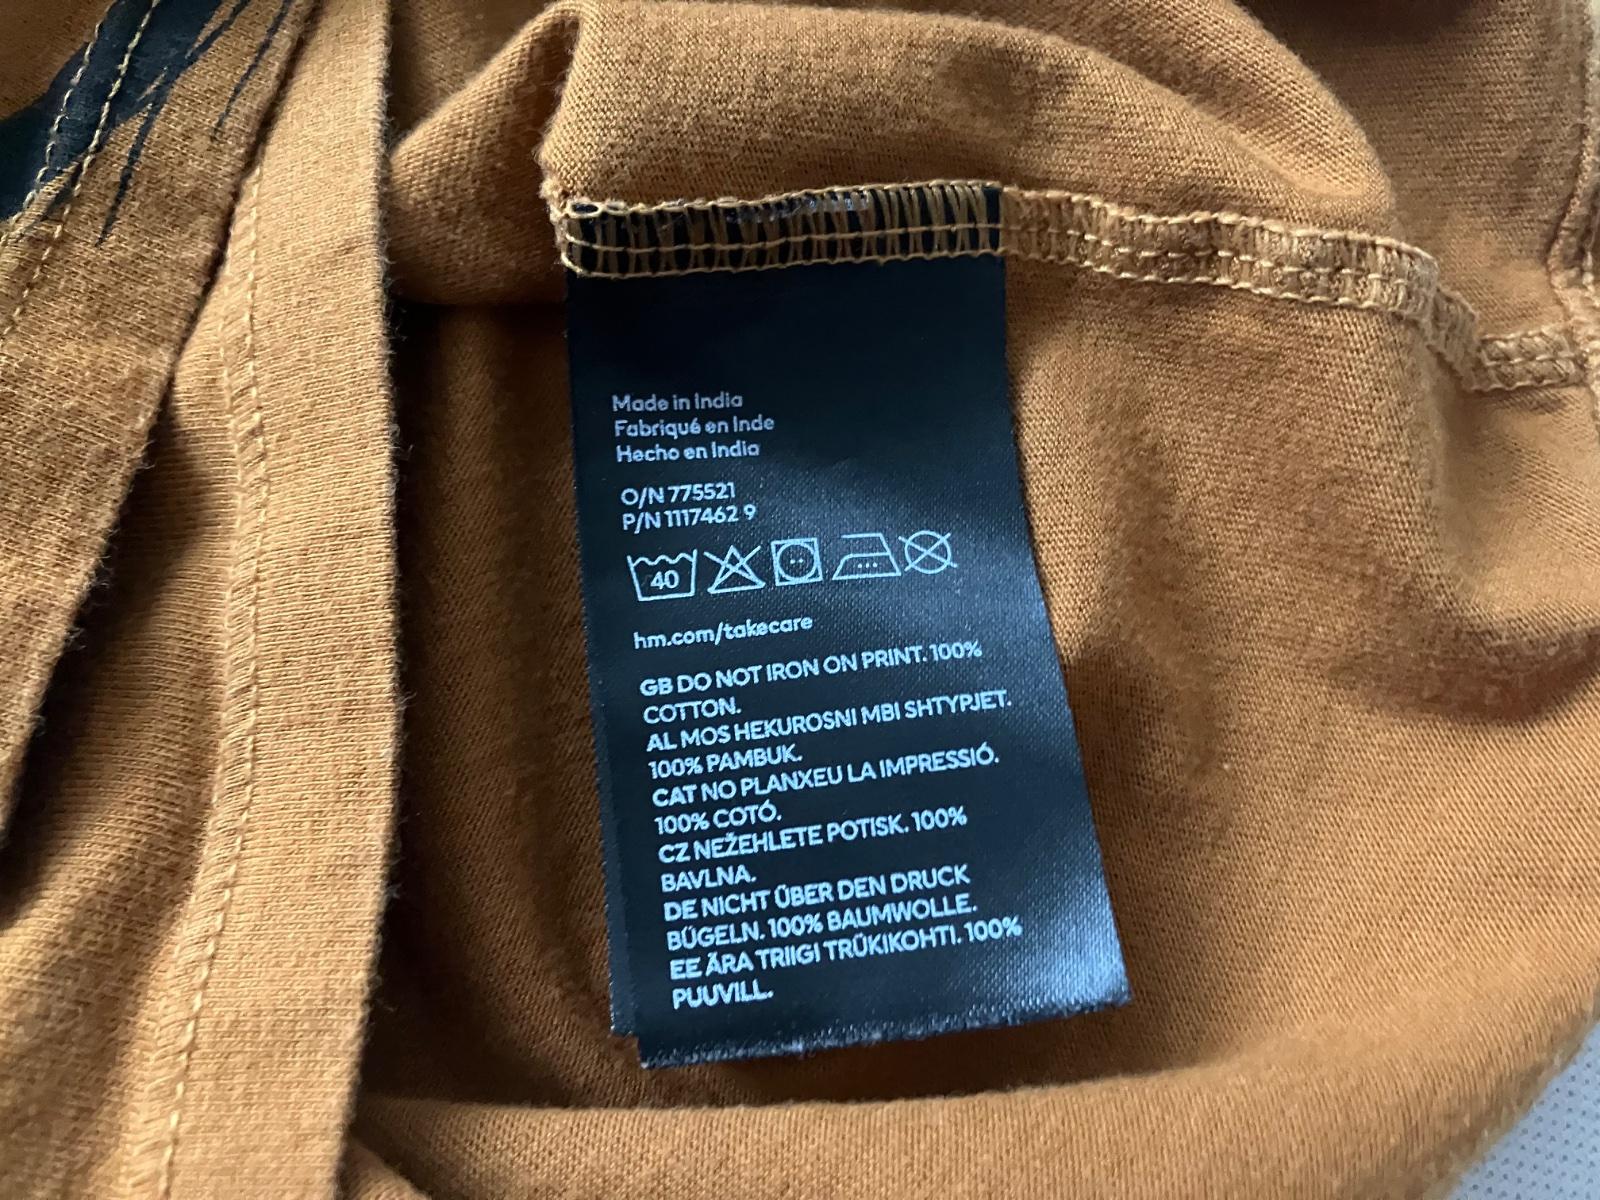 Made in India
Fabriqué en Inde
Hecho en India
O/N 775521
P/N 1117462 9
40
hm.com/takecare
GB DO NOT IRON ON PRINT. 100%
COTTON.
AL MOS HEKUROSNI MBI SHTYPJET.
100% PAMBUK.
CAT NO PLANXEU LA IMPRESSIÓ.
100% COTÓ.
CZ NEŽEHLETE POTISK. 100%
BAVLNA.
DE NICHT ÜBER DEN DRUCK
BÜGELN. 100% BAUMWOLLE.
EE ÄRA TRIIGI TRÜKIKOHTI. 100%
PUUVILL.